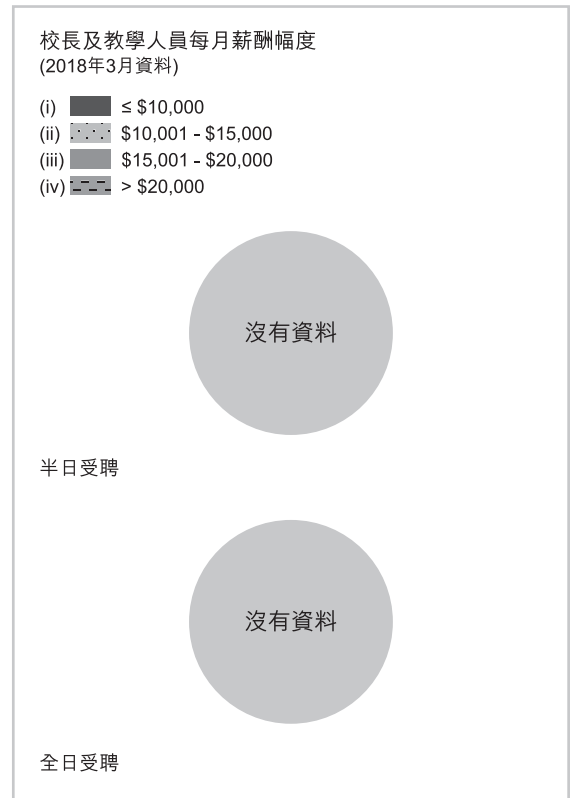 校長及教學人員每月薪酬幅度
(2018年3月資料)
(i) ≤ $10,000
(ii) $10,001 - $15,000
(iii) $15,001 - $20,000
(iv) > $20,000
沒有資料
半日受聘
沒有資料
全日受聘